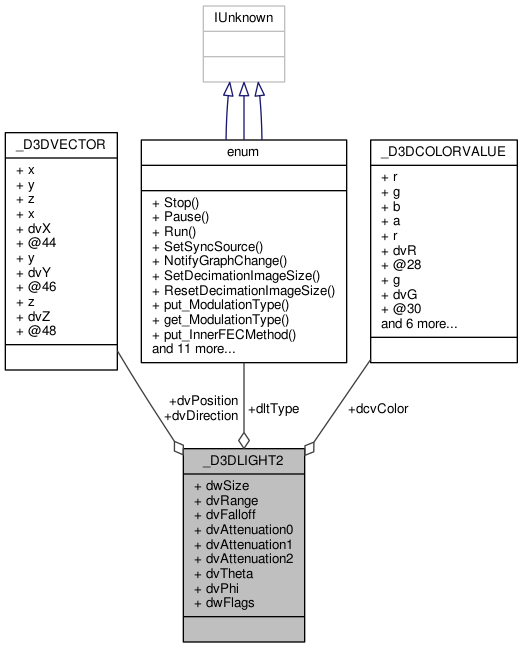 IUnknown
_D3DVECTOR
+ x
+ y
+ z
+ x
+ dvX
+ @44
+ y
+ dvY
+ @46
+ z
+ dvZ
+ @48
enum
+ Stop()
+ Pause()
+ Run()
+ SetSyncSource()
+ NotifyGraphChange()
+ SetDecimationImageSize()
+ ResetDecimationImageSize()
+ put_ModulationType()
+ get_ModulationType()
+ put_InnerFECMethod()
and 11 more...
_D3DCOLORVALUE
+ r
+ g
+ b
+ a
+ r
+ dvR
+ @28
+ g
+ dvG
+ @30
and 6 more...
+dvPosition
+dvDirection
+dltType
+dcvColor
_D3DLIGHT2
+ dwSize
+ dvRange
+ dvFalloff
+ dvAttenuation0
+ dvAttenuation1
+ dvAttenuation2
+ dvTheta
+ dvPhi
+ dwFlags